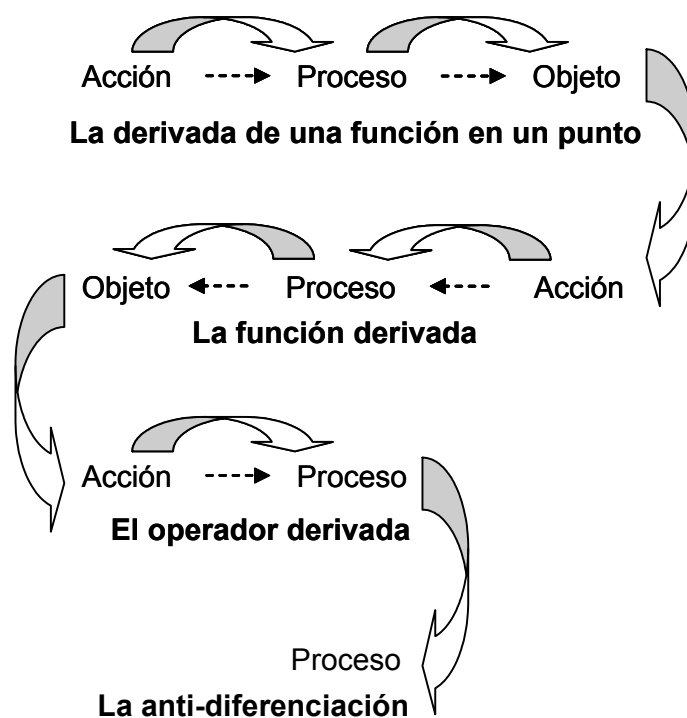 Acción Proceso Objeto
La derivada de una función en un punto
Objeto Proceso Acción
La función derivada
Acción Proceso
El operador derivada
Proceso
La anti-diferenciación